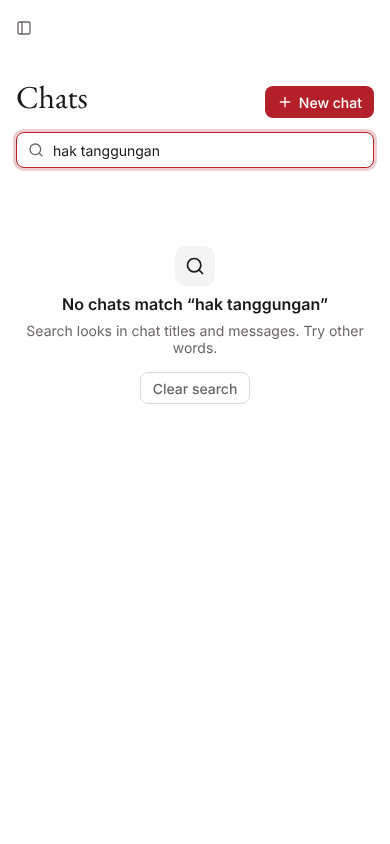 Chats
New chat
hak tanggungan
No chats match “hak tanggungan”
Search looks in chat titles and messages. Try other
words.
Clear search